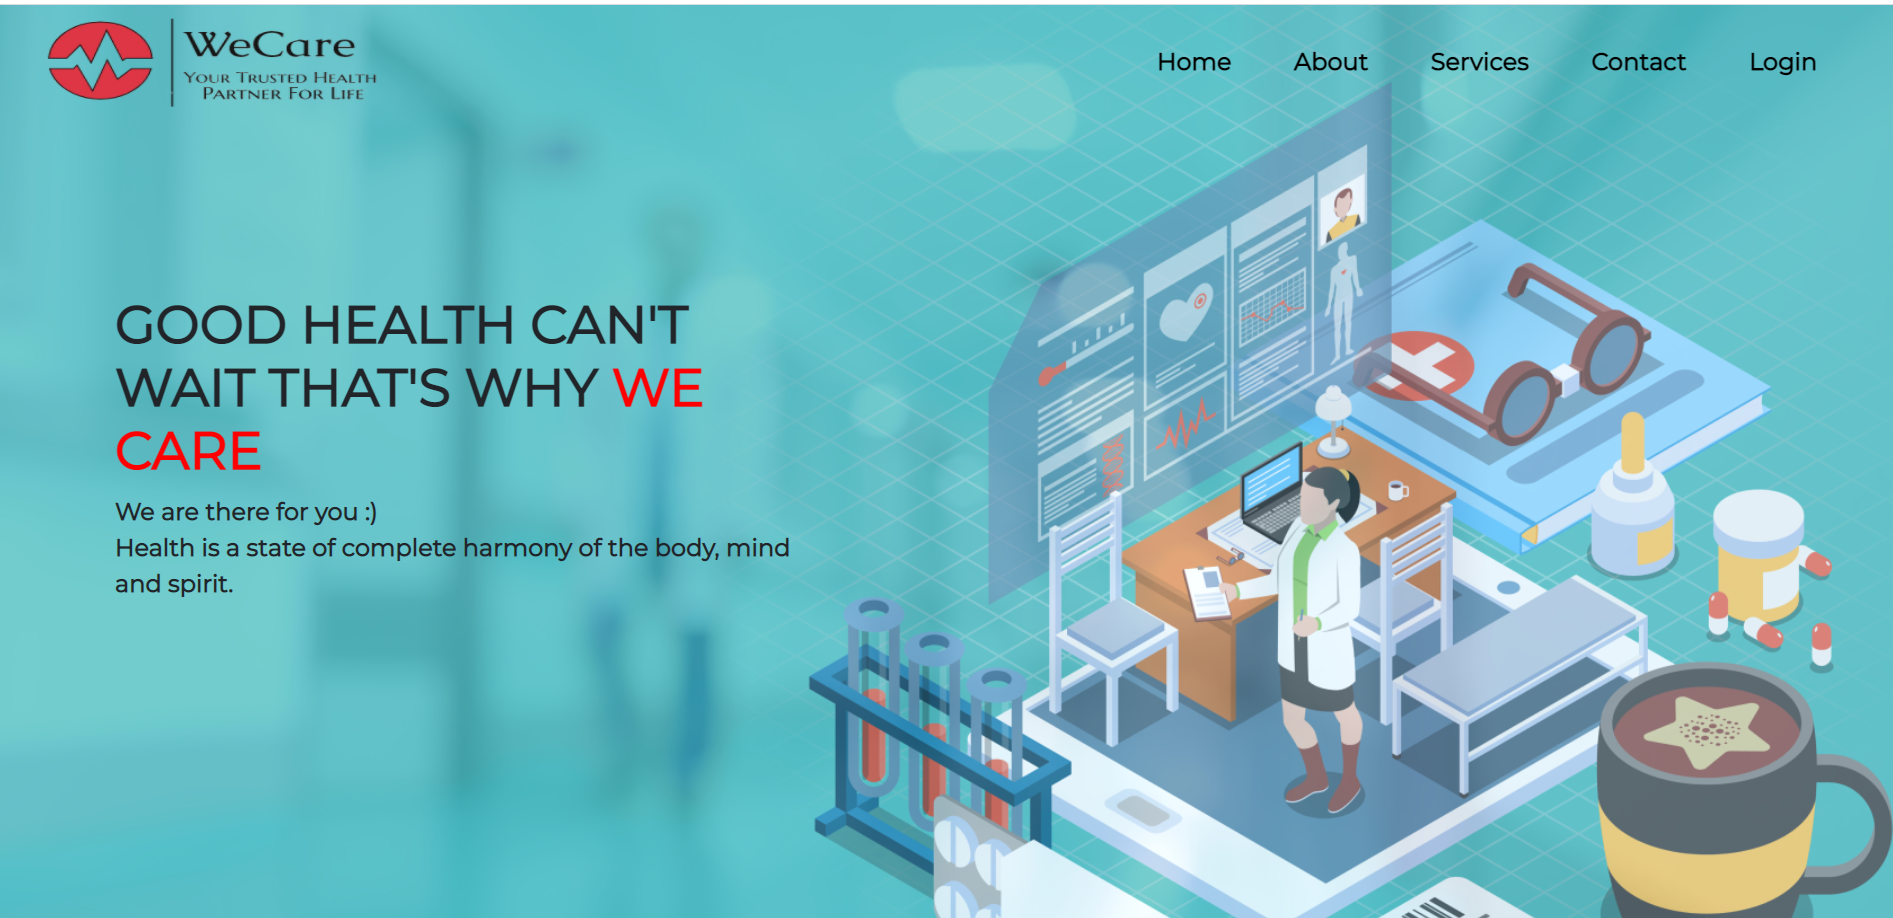 WeCare
Your Trusted Health
Partner For Life
Home About Services Contact Login
GOOD HEALTH CAN'T
WAIT THAT'S WHY WE
CARE
We are there for you :)
Health is a state of complete harmony of the body, mind
and spirit.